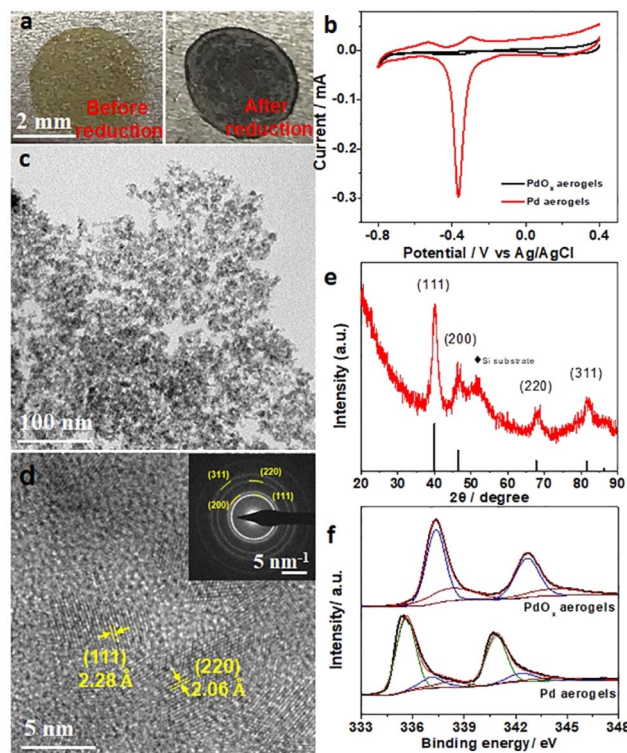 a
Before
reduction
2 mm
After
reduction
b
Current / mA
0.0
-0.1
-0.2
-0.3
PdOx aerogels
Pd aerogels
-0.8
-0.4
0.0
0.4
Potential / V vs Ag/AgCl
c
100 nm
d
(111)
2.28 Å
(220)
2.06Å
5 nm
(311)
(220)
(200)
(111)
5 nm-1
e
Intensity (a.u.)
(111)
(200)
◆Si substrate
(220)
(311)
20 30 40 50 60 70 80 90
2θ / degree
f
Intensity/ a.u.
PdOx aerogels
Pd aerogels
333 336 339 342 345 348
Binding energy / eV